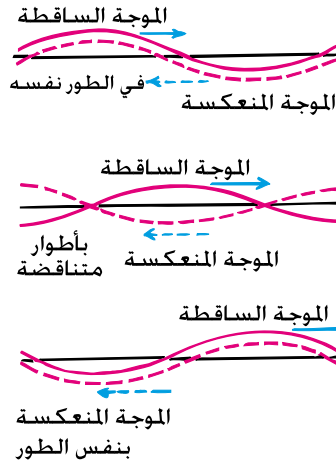 الموجة الساقطة
في الطور نفسه
الموجة المنعكسة
الموجة الساقطة
بأطوار
متناقضة
الموجة المنعكسة
الموجة الساقطة
الموجة المنعكسة
بنفس الطور